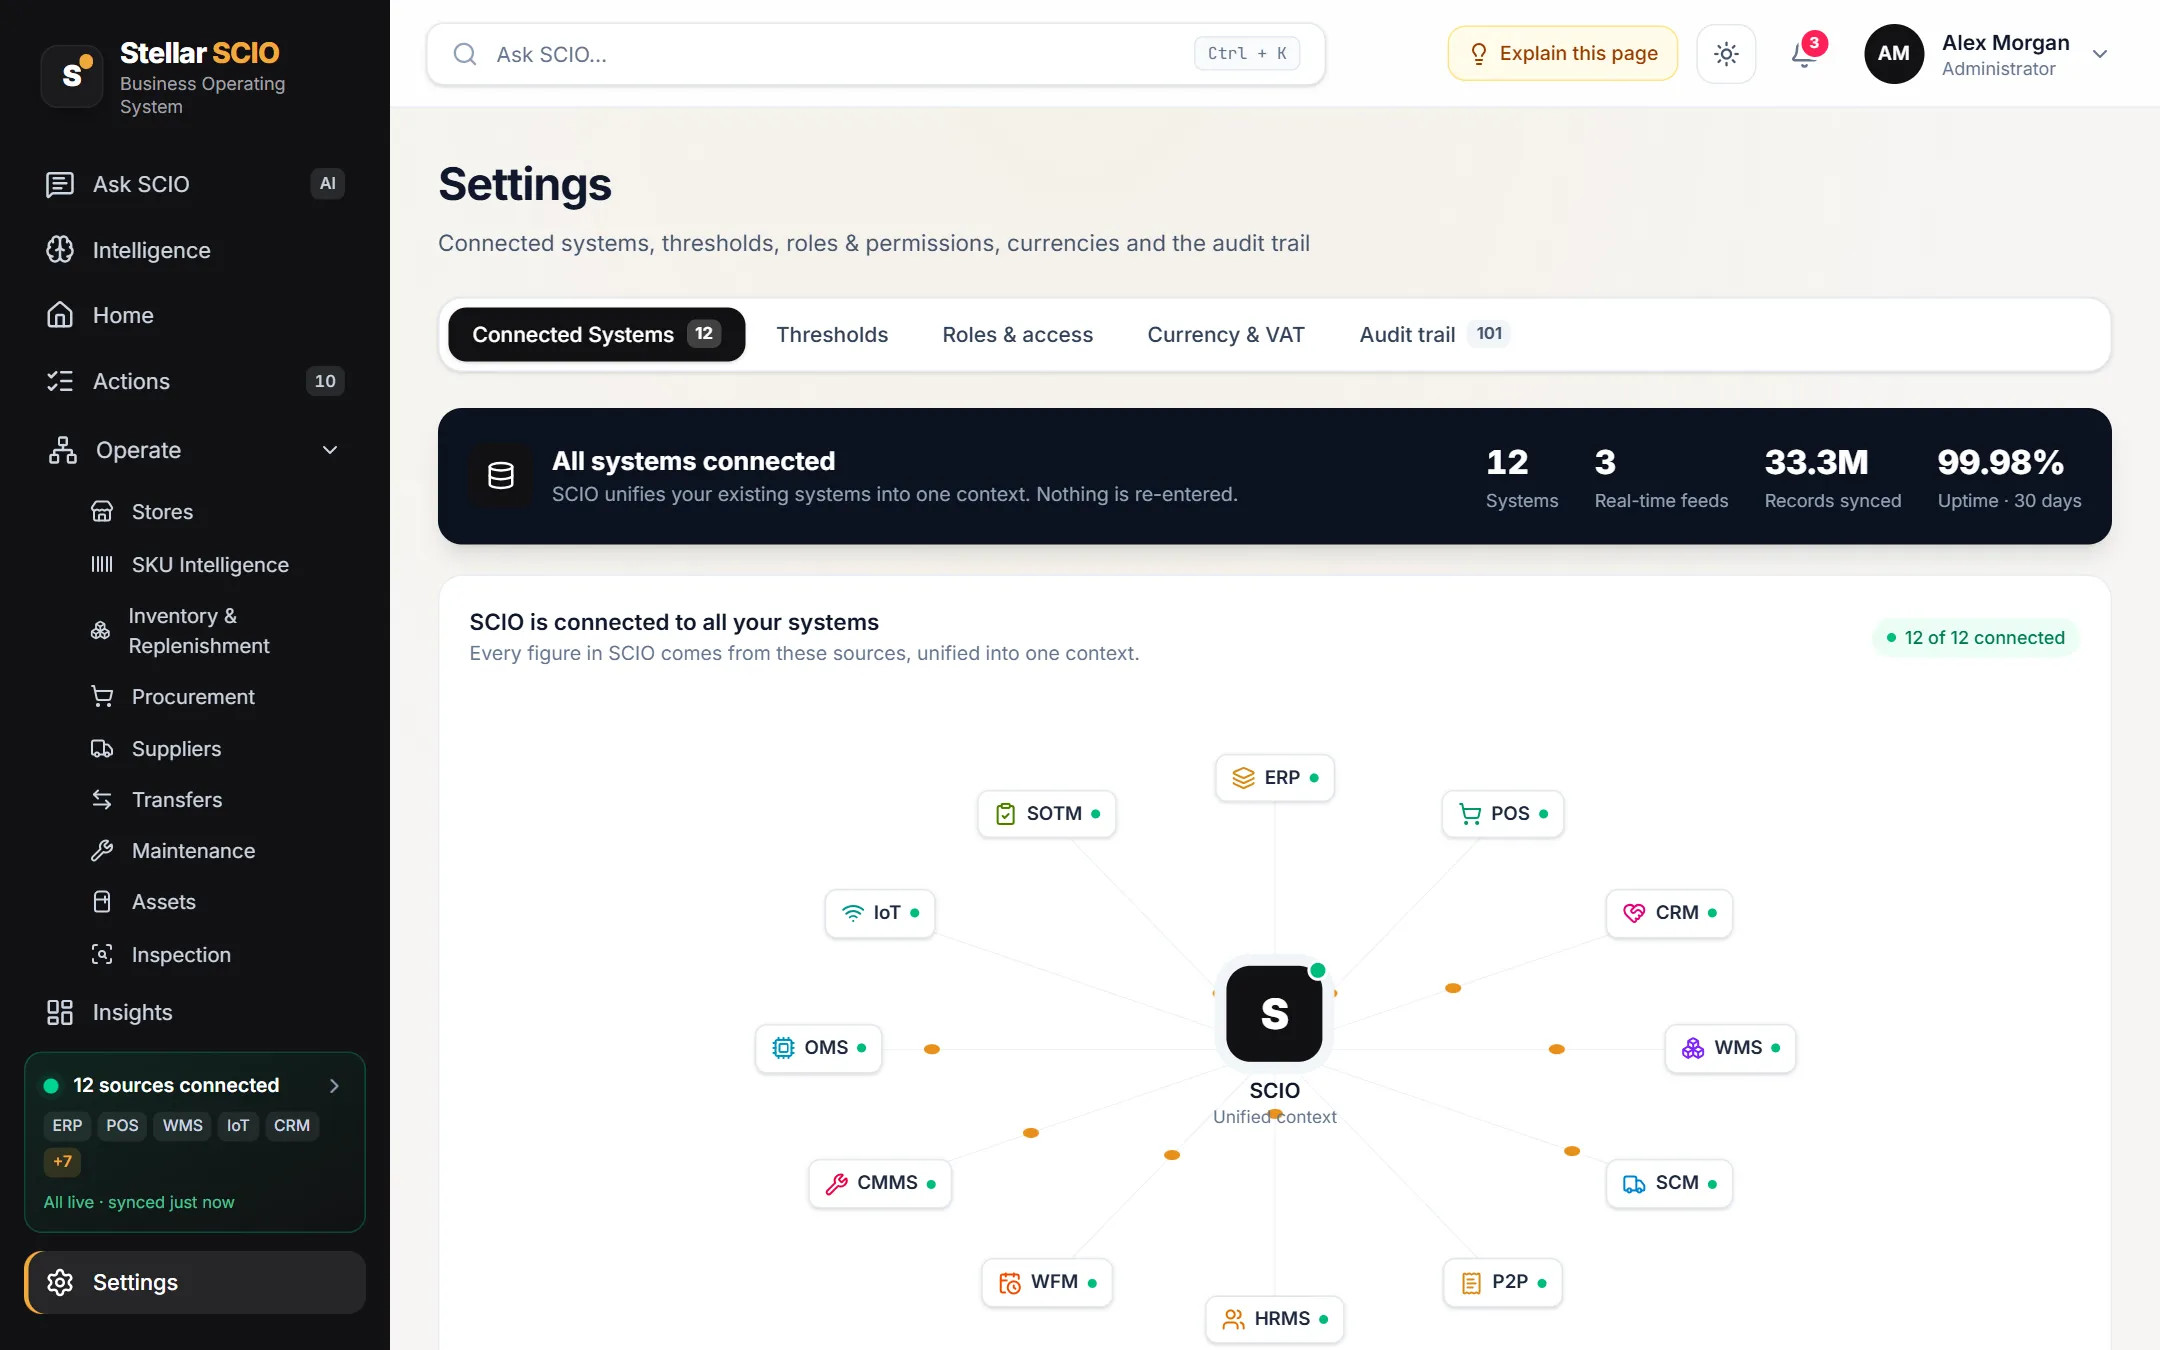 S
Stellar SCIO
Business Operating
System
Ask SCIO
AI
Intelligence
Home
Actions
10
Operate
Stores
SKU Intelligence
Inventory &
Replenishment
Procurement
Suppliers
Transfers
Maintenance
Assets
Inspection
Insights
12 sources connected
ERP POS WMS IoT CRM
+7
All live · synced just now
Settings
Ask SCIO...
Ctrl + K
Explain this page
3
AM
Alex Morgan
Administrator
Settings
Connected systems, thresholds, roles & permissions, currencies and the audit trail
Connected Systems 12
Thresholds
Roles & access
Currency & VAT
Audit trail 101
All systems connected
SCIO unifies your existing systems into one context. Nothing is re-entered.
12
Systems
3
Real-time feeds
33.3M
Records synced
99.98%
Uptime · 30 days
SCIO is connected to all your systems
Every figure in SCIO comes from these sources, unified into one context.
12 of 12 connected
ERP
SOTM
POS
IoT
CRM
S
OMS
WMS
SCIO
Unified context
CMMS
SCM
WFM
P2P
HRMS